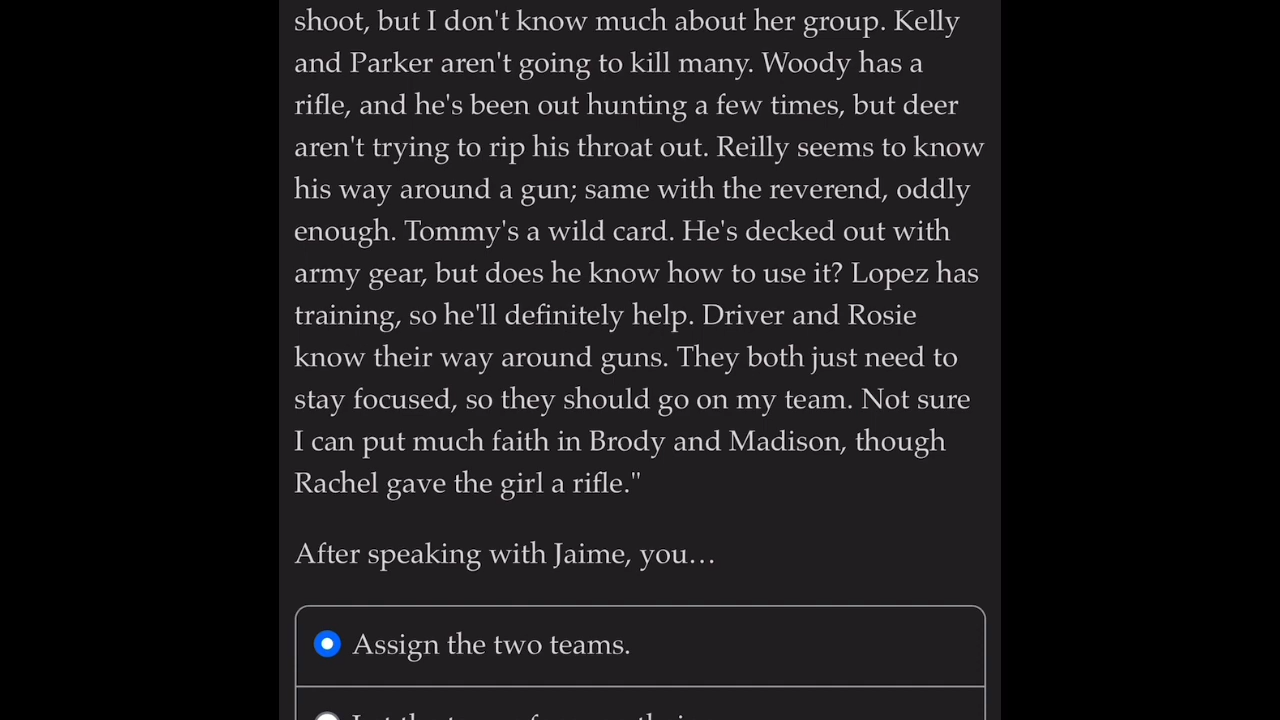 shoot, but I don't know much about her group. Kelly
and Parker aren't going to kill many. Woody has a
rifle, and he's been out hunting a few times, but deer
aren't trying to rip his throat out. Reilly seems to know
his way around a gun; same with the reverend, oddly
enough. Tommy's a wild card. He's decked out with
army gear, but does he know how to use it? Lopez has
training, so he'll definitely help. Driver and Rosie
know their way around guns. They both just need to
stay focused, so they should go on my team. Not sure
I can put much faith in Brody and Madison, though
Rachel gave the girl a rifle."
After speaking with Jaime, you…
Assign the two teams.